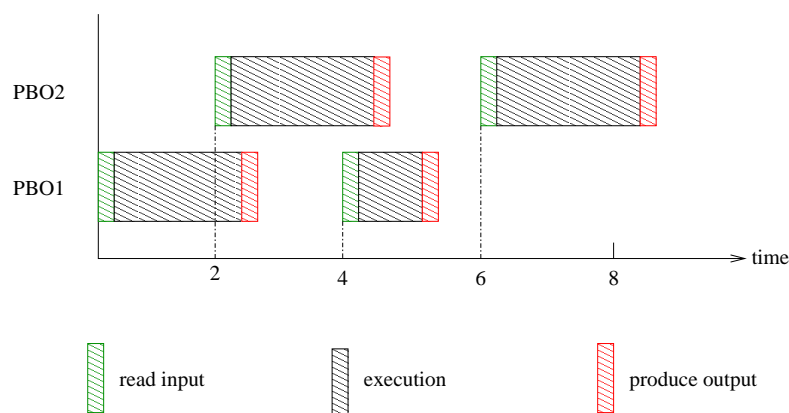 PBO2
PBO1
time
2
4
6
8
read input
execution
produce output